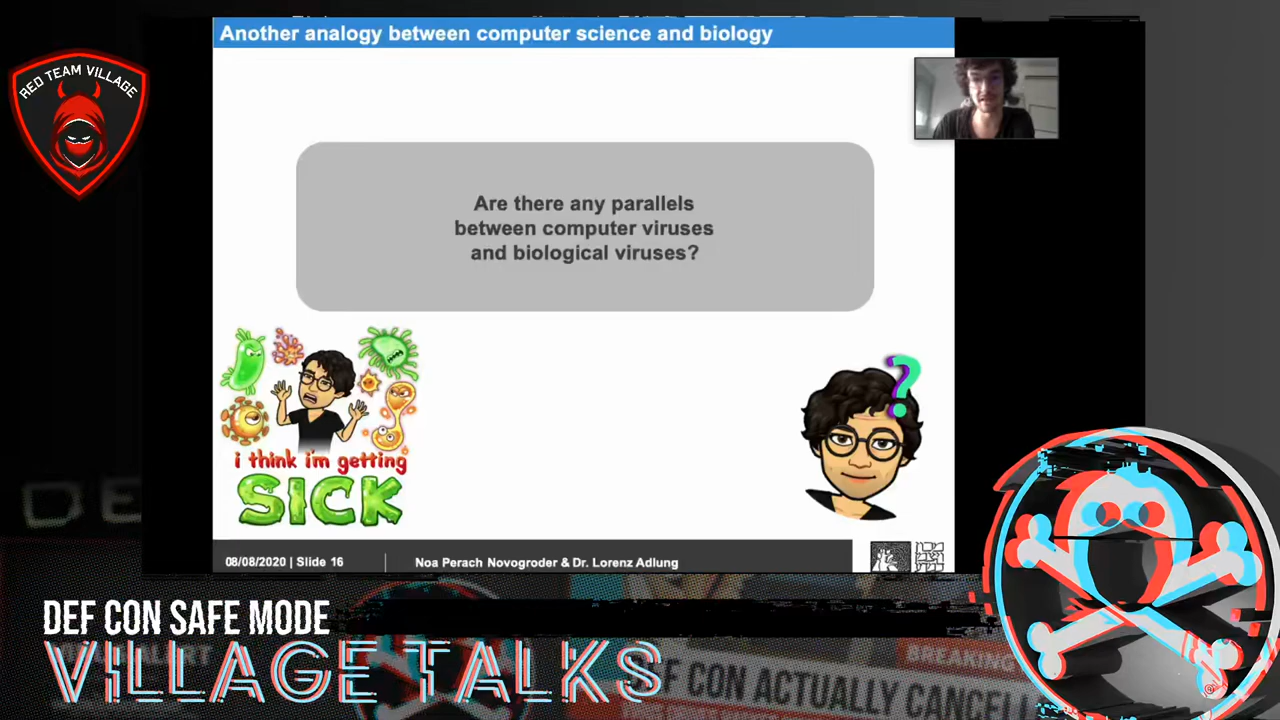 Another analogy between computer science and biology
RED TEAM VILLAGE
Are there any parallels
between computer viruses
and biological viruses?
?
i think i'm getting
SICK
08/08/2020 | Slide 16
Noa Perach Novogroder & Dr. Lorenz Adlung
DEF CON SAFE MODE
VILLAGE TALKS
BREAKING
DEF CON ACTUALLY CANCELL